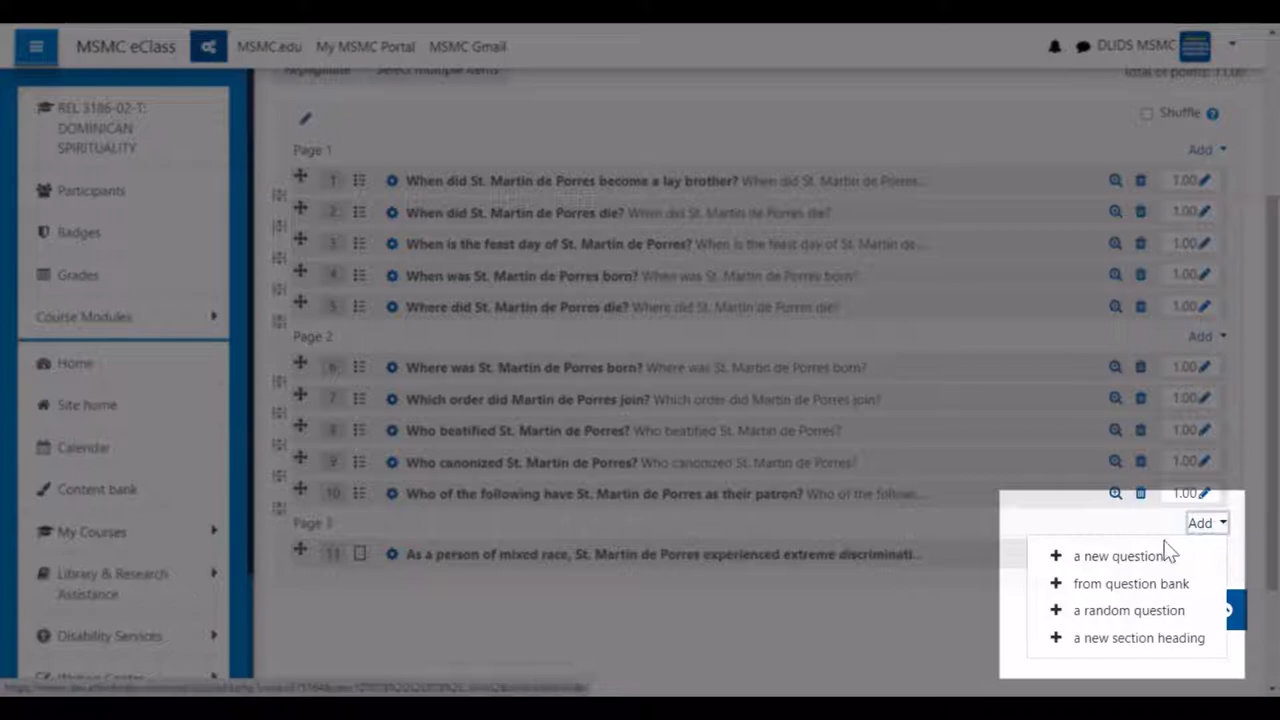 MSMC eClass MSMC.edu My MSMC Portal MSMC Gmail DLIDS MSMC
Repaginate Select multiple items Total of points: 11.00
REL 3186-02-T:
DOMINICAN
SPIRITUALITY
Participants
Badges
Grades
Course Modules
Home
Site home
Calendar
Content bank
My Courses
Library & Research
Assistance
Disability Services
Writing Center
Shuffle
Page 1 Add
1 When did St. Martin de Porres become a lay brother? When did St. Martin de Porres...
2 When did St. Martin de Porres die? When did St. Martin de Porres die?
3 When is the feast day of St. Martin de Porres? When is the feast day of St. Martin de ...
4 When was St. Martin de Porres born? When was St. Martin de Porres born?
5 Where did St. Martin de Porres die? Where did St. Martin de Porres die?
1.00
1.00
1.00
1.00
1.00
Page 2 Add
6 Where was St. Martin de Porres born? Where was St. Martin de Porres born?
7 Which order did Martin de Porres join? Which order did Martin de Porres join?
8 Who beatified St. Martin de Porres? Who beatified St. Martin de Porres?
9 Who canonized St. Martin de Porres? Who canonized St. Martin de Porres?
10 Who of the following have St. Martin de Porres as their patron? Who of the follow...
1.00
1.00
1.00
1.00
1.00
Page 3 Add
11 As a person of mixed race, St. Martin de Porres experienced extreme discriminati...
a new question
from question bank
a random question
a new section heading